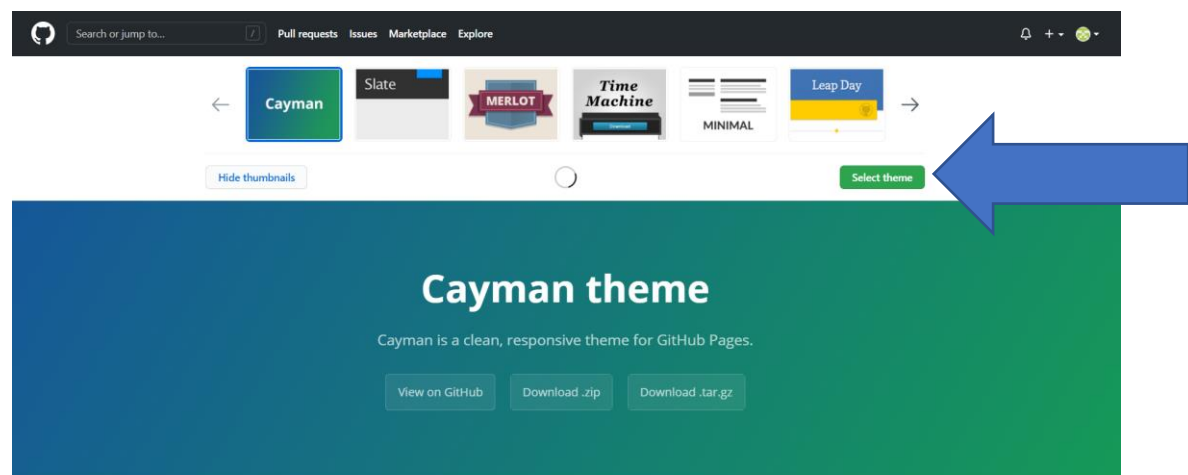 Search or jump to... /
Pull requests Issues Marketplace Explore
Cayman
Slate
MERLOT
Time
Machine
Download
MINIMAL
Leap Day
Hide thumbnails
Select theme
Cayman theme
Cayman is a clean, responsive theme for GitHub Pages.
View on GitHub
Download .zip
Download .tar.gz